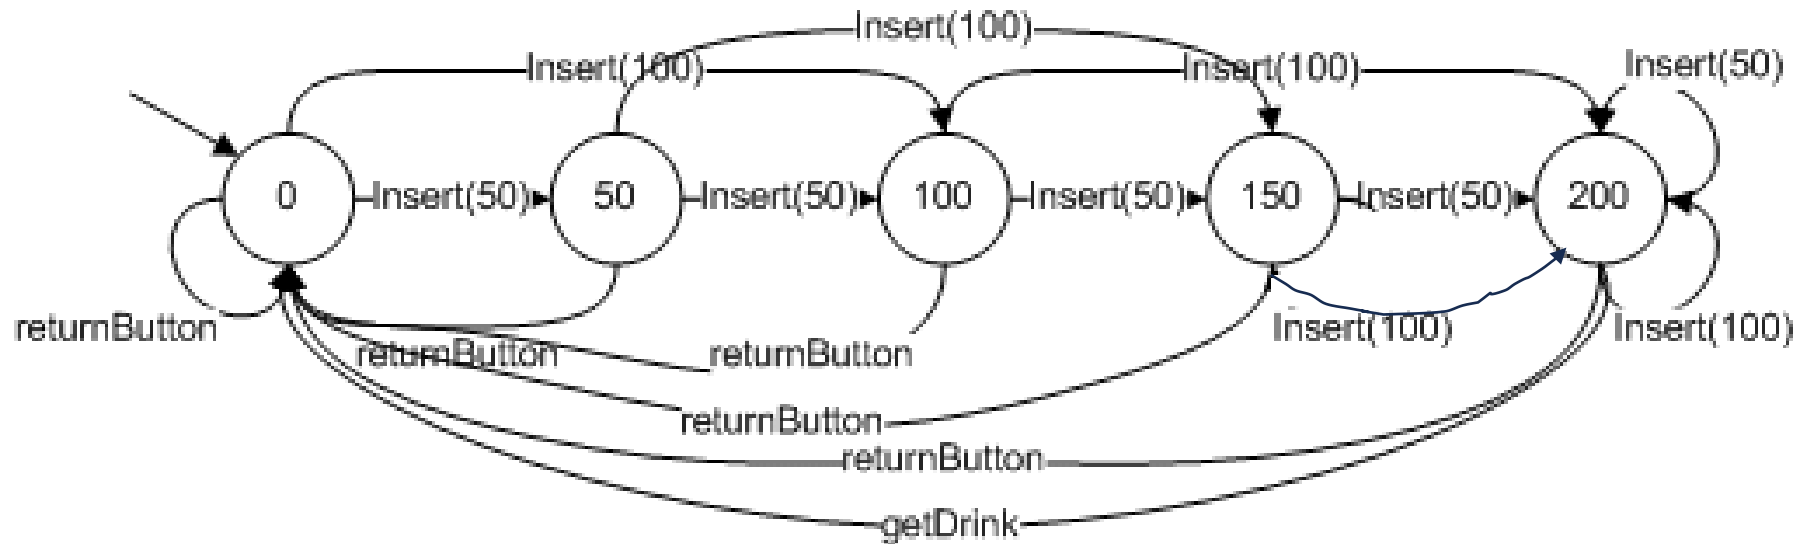 Insert(100)
Insert(100) Insert(100) Insert(50)
0 Insert(50) 50 Insert(50) 100 Insert(50) 150 Insert(50) 200
returnButton Insert(100) Insert(100)
returnButton returnButton
returnButton
returnButton
getDrink